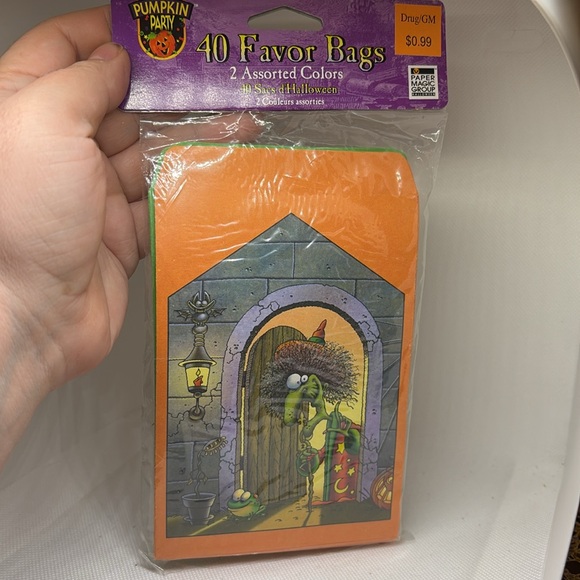 PUMPKIN
PARTY
40 Favor Bags
2 Assorted Colors
40 Sacs d'Halloween
2 Couleurs assorties
Drug/GM
$0.99
PAPER
MAGIC
GROUP